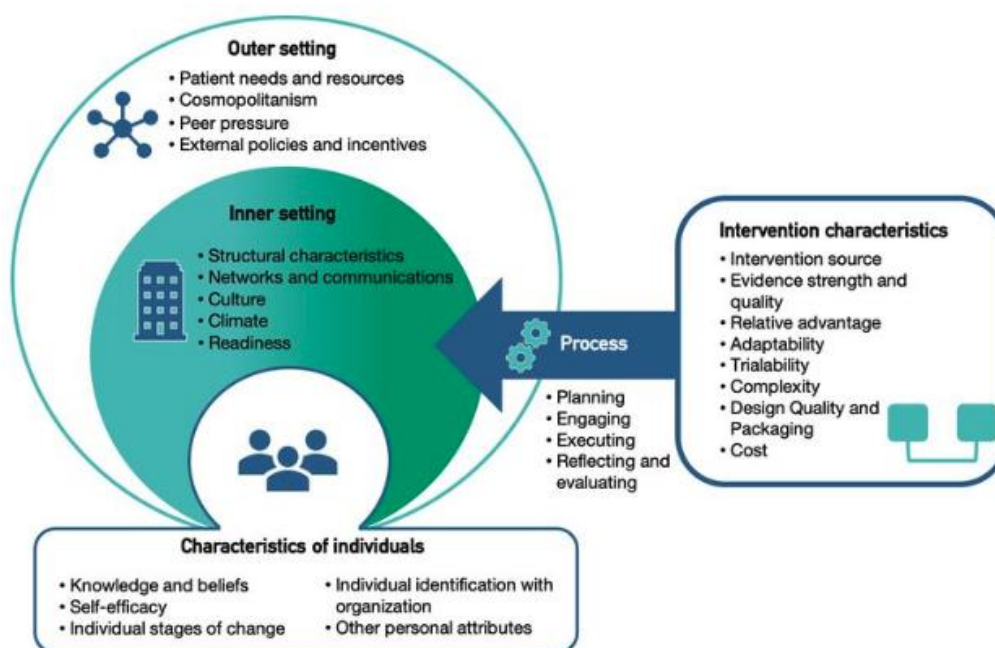 Outer setting
• Patient needs and resources
• Cosmopolitanism
• Peer pressure
• External policies and incentives
Inner setting
• Structural characteristics
• Networks and communications
• Culture
• Climate
• Readiness
Process
• Planning
• Engaging
• Executing
• Reflecting and
evaluating
Intervention characteristics
• Intervention source
• Evidence strength and
quality
• Relative advantage
• Adaptability
• Trialability
• Complexity
• Design Quality and
Packaging
• Cost
Characteristics of individuals
• Knowledge and beliefs
• Self-efficacy
• Individual stages of change
• Individual identification with
organization
• Other personal attributes